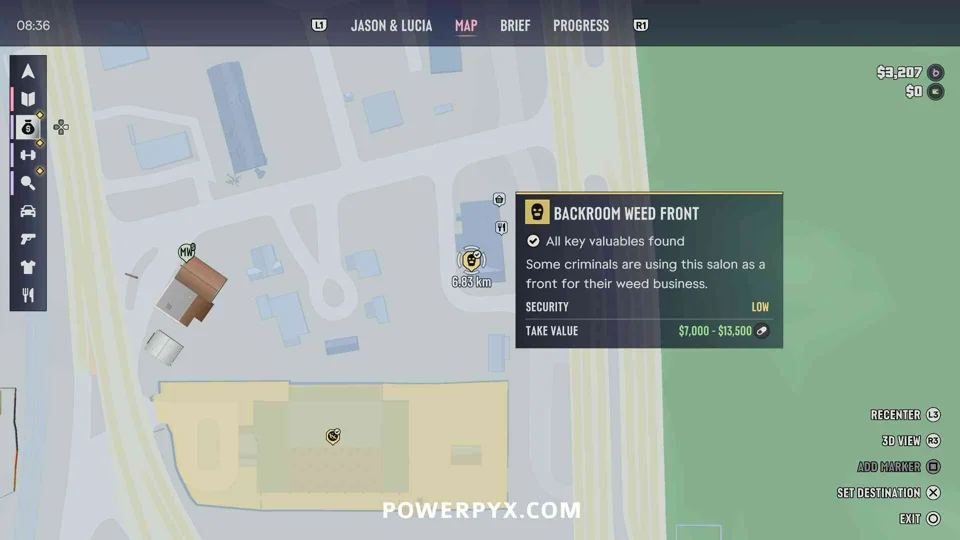 08:36
L1 JASON & LUCIA MAP BRIEF PROGRESS R1
$3,207
$0
MW
6.83 km
BACKROOM WEED FRONT
All key valuables found
Some criminals are using this salon as a
front for their weed business.
SECURITY LOW
TAKE VALUE $7,000 - $13,500
RECENTER L3
3D VIEW R3
ADD MARKER
SET DESTINATION
EXIT
POWERPYX.COM